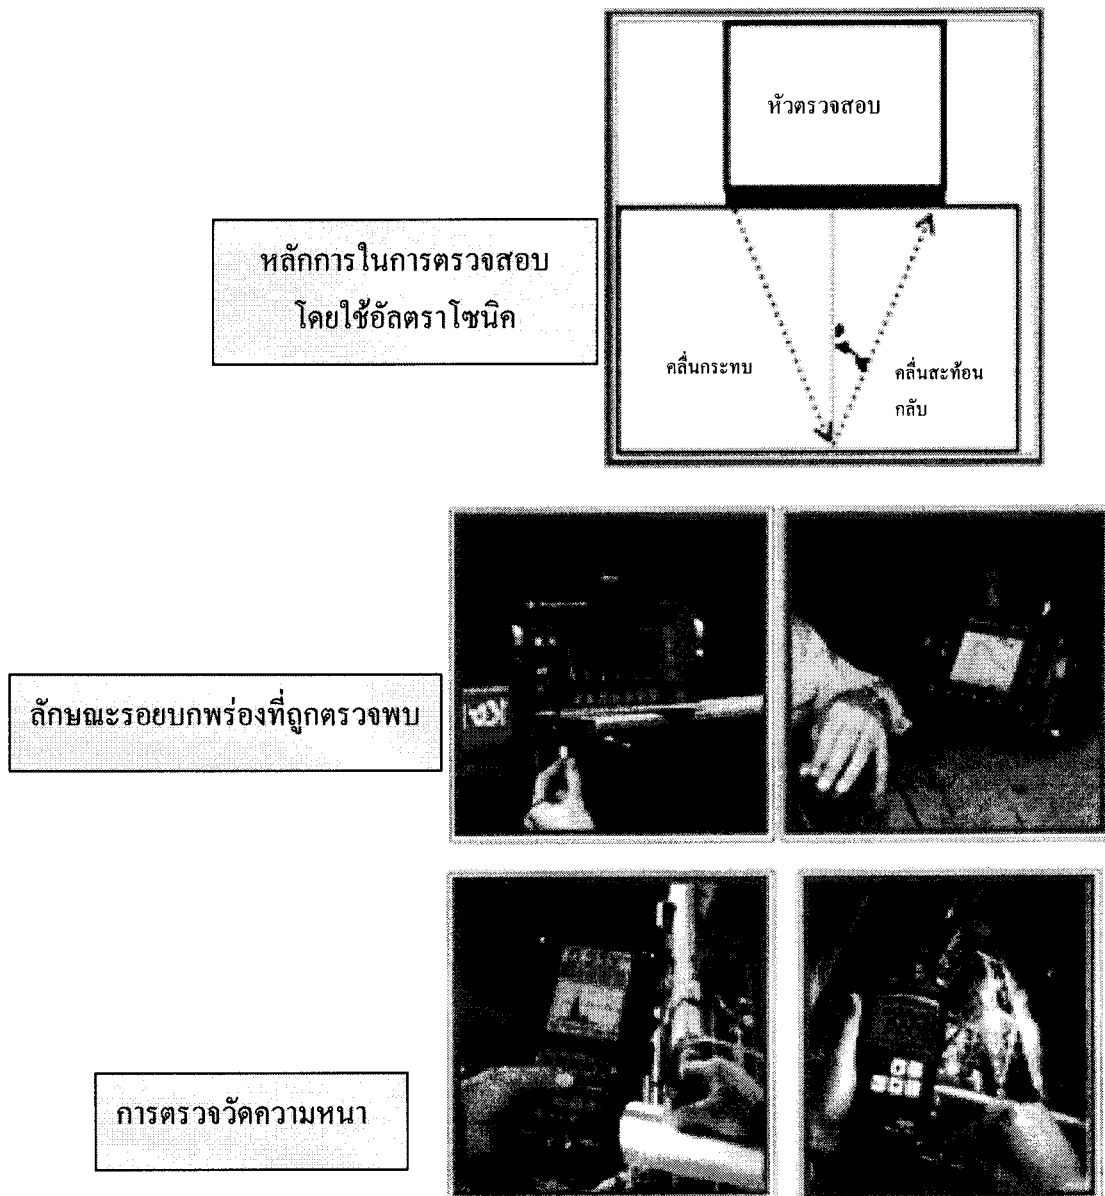 หัวตรวจสอบ
หลักการในการตรวจสอบ
โดยใช้อัลตราโซนิค
คลื่นกระทบ
คลื่นสะท้อน
กลับ
ลักษณะรอยบกพร่องที่ถูกตรวจพบ
การตรวจวัดความหนา